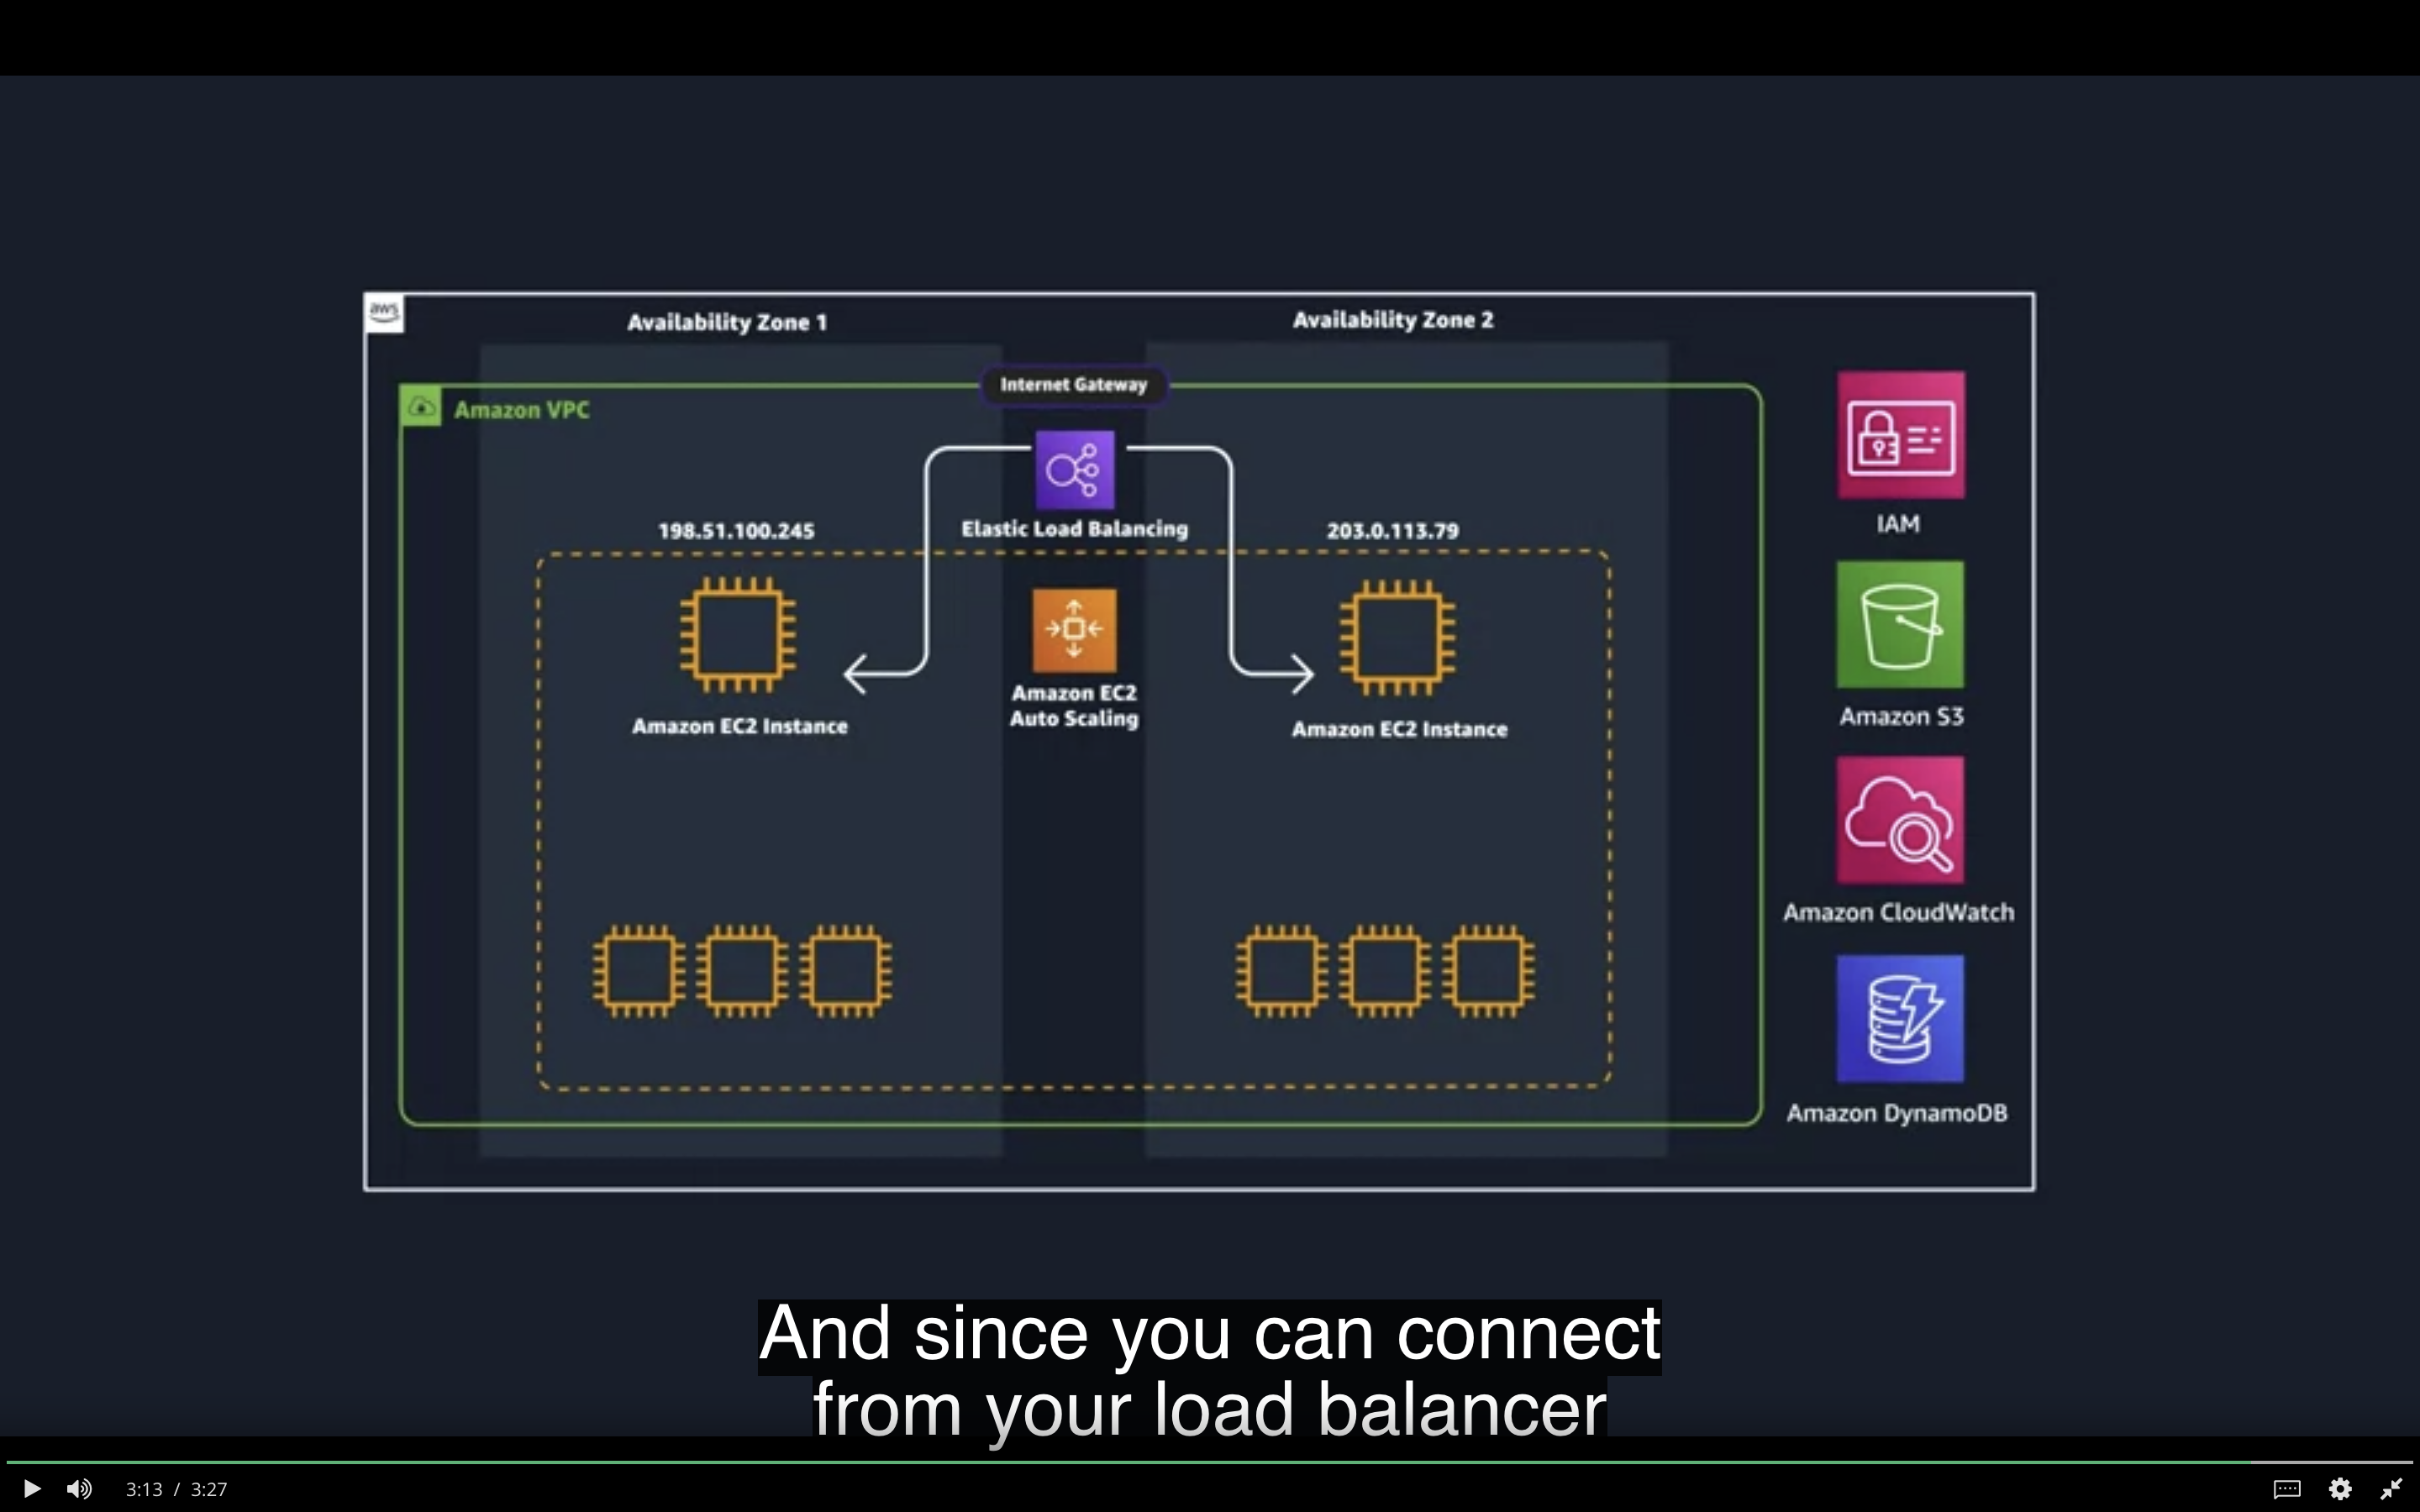 aws
Availability Zone 1
Availability Zone 2
Internet Gateway
Amazon VPC
198.51.100.245
Elastic Load Balancing
203.0.113.79
Amazon EC2 Instance
Amazon EC2
Auto Scaling
Amazon EC2 Instance
IAM
Amazon S3
Amazon CloudWatch
Amazon DynamoDB
And since you can connect
from your load balancer
3:13 / 3:27